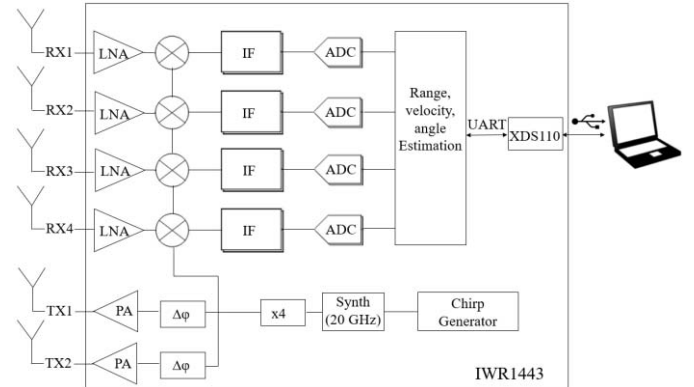 RX1
LNA
IF
ADC
RX2
LNA
IF
ADC
RX3
LNA
IF
ADC
RX4
LNA
IF
ADC
Range,
velocity,
angle
Estimation
UART
XDS110
TX1
PA
Δφ
x4
Synth
(20 GHz)
Chirp
Generator
TX2
PA
Δφ
IWR1443